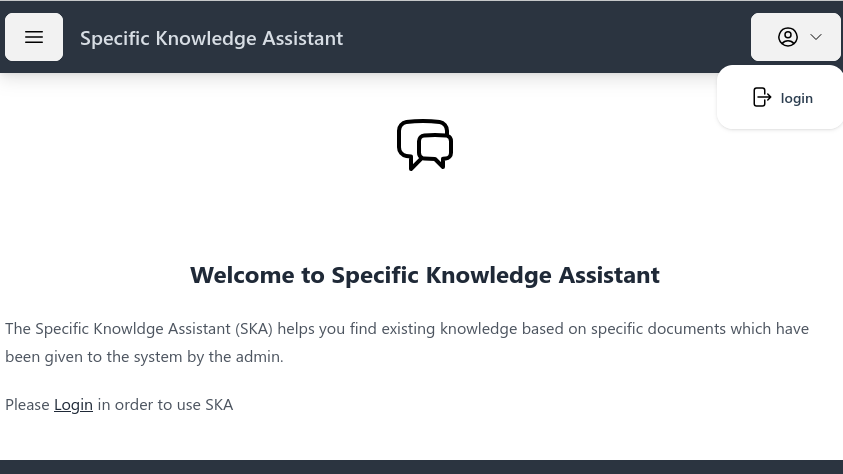 Specific Knowledge Assistant
login
Welcome to Specific Knowledge Assistant
The Specific Knowldge Assistant (SKA) helps you find existing knowledge based on specific documents which have
been given to the system by the admin.
Please Login in order to use SKA